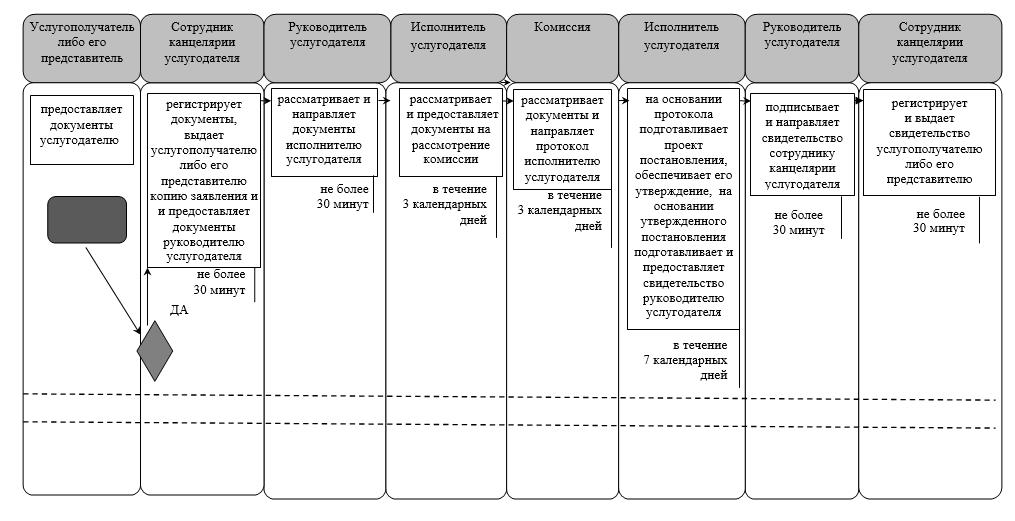 Услугополучатель
либо его
представитель
Сотрудник
канцелярии
услугодателя
Руководитель
услугодателя
Исполнитель
услугодателя
Комиссия
Исполнитель
услугодателя
Руководитель
услугодателя
Сотрудник
канцелярии
услугодателя
предоставляет
документы
услугодателю
регистрирует
документы,
выдает
услугополучателю
либо его
представителю
копию заявления и
и предоставляет
документы
руководителю
услугодателя
не более
30 минут
ДА
рассматривает и
направляет
документы
исполнителю
услугодателя
не более
30 минут
рассматривает
и предоставляет
документы на
рассмотрение
комиссии
в течение
3 календарных
дней
рассматривает
документы и
направляет
протокол
исполнителю
услугодателя
в течение
3 календарных
дней
на основании
протокола
подготавливает
проект
постановления,
обеспечивает его
утверждение, на
основании
утвержденного
постановления
подготавливает и
предоставляет
свидетельство
руководителю
услугодателя
в течение
7 календарных
дней
подписывает
и направляет
свидетельство
сотруднику
канцелярии
услугодателя
не более
30 минут
регистрирует
и выдает
свидетельство
услугополучателю
либо его
представителю
не более
30 минут